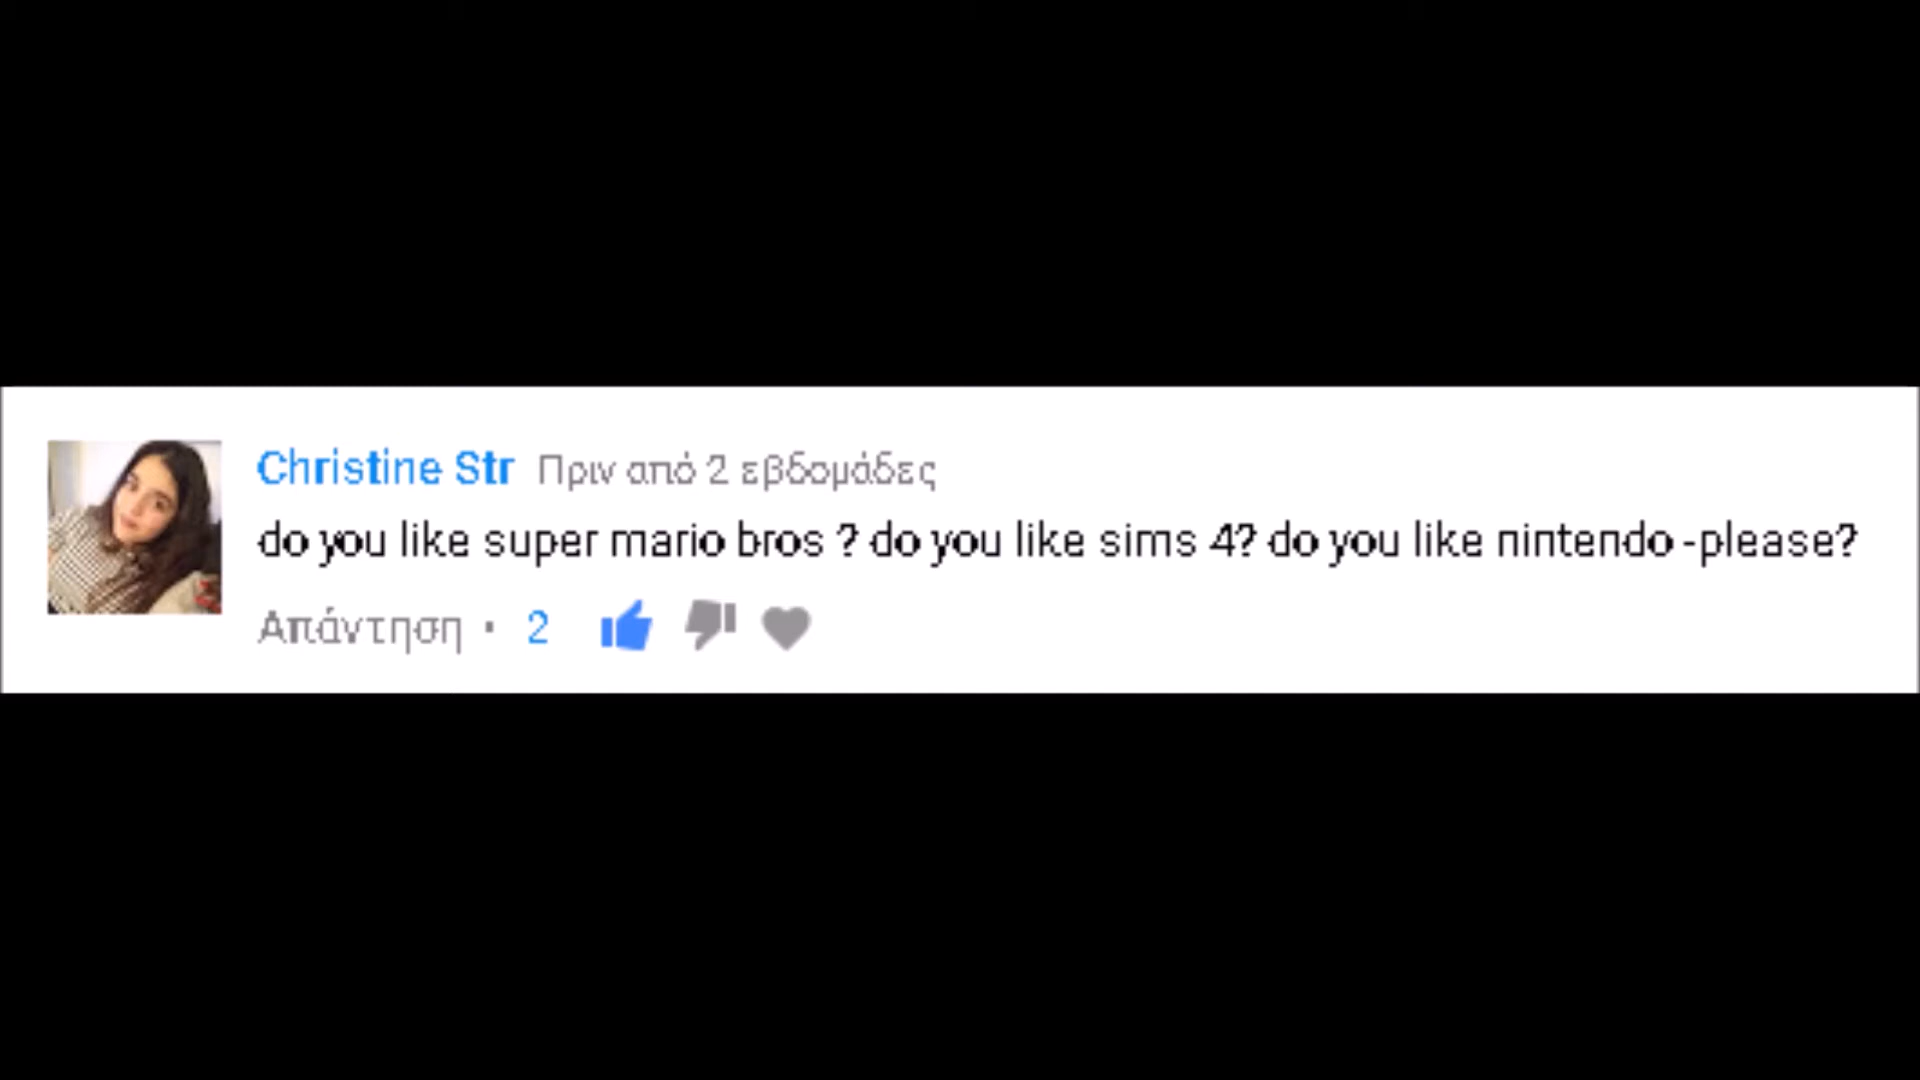 Christine Str Πριν από 2 εβδομάδες
do you like super mario bros ? do you like sims 4? do you like nintendo -please?
Απάντηση • 2